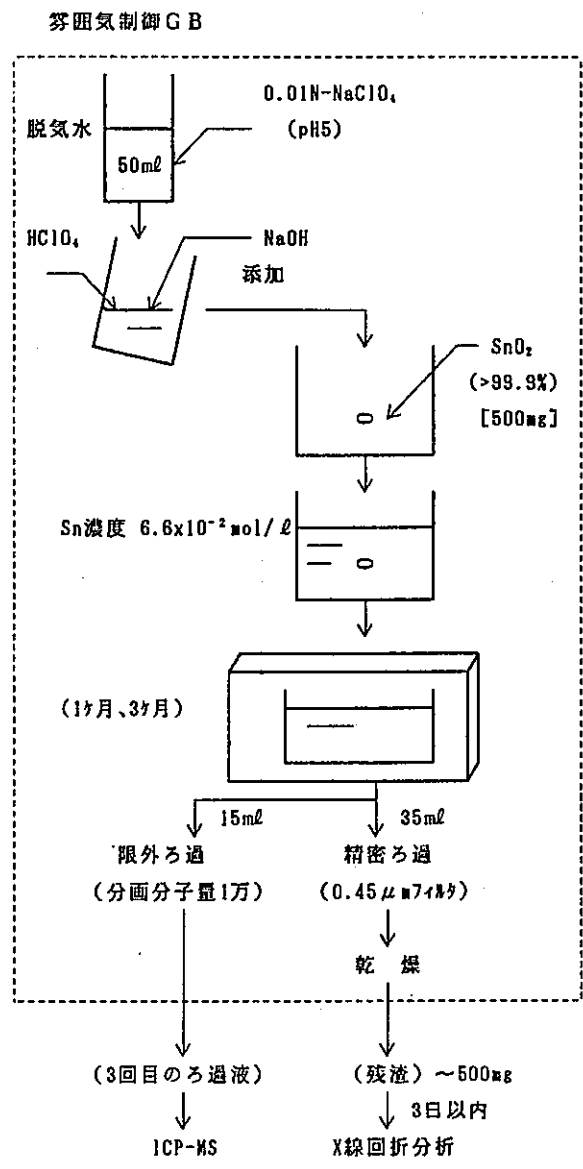 雰囲気制御GB
0.01N-NaClO₄
(pH5)
脱気水
50mℓ
HClO₄
NaOH
添加
SnO₂
(>99.9%)
[500mg]
Sn濃度 6.6x10⁻²mol/ℓ
(1ヶ月、3ヶ月)
15mℓ
35mℓ
限外ろ過
(分画分子量1万)
精密ろ過
(0.45μmフィルタ)
乾 燥
(3回目のろ過液)
(残渣)~500mg
3日以内
ICP-MS
X線回折分析